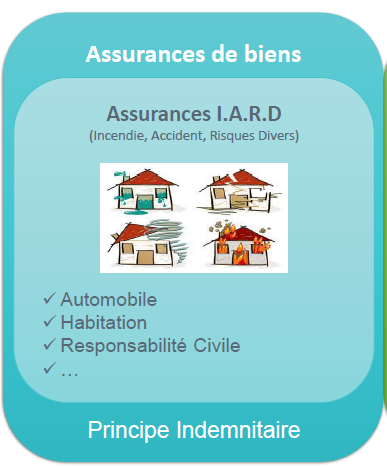 Assurances de biens
Assurances I.A.R.D
(Incendie, Accident, Risques Divers)
✓ Automobile
✓ Habitation
✓ Responsabilité Civile
✓ …
Principe Indemnitaire